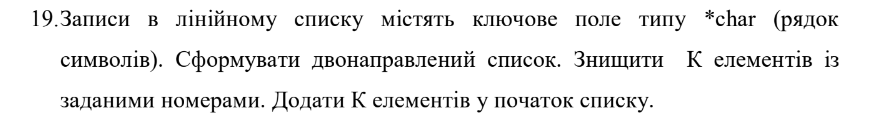 19.Записи в лінійному списку містять ключове поле типу *char (рядок
символів). Сформувати двонаправлений список. Знищити К елементів із
заданими номерами. Додати К елементів у початок списку.